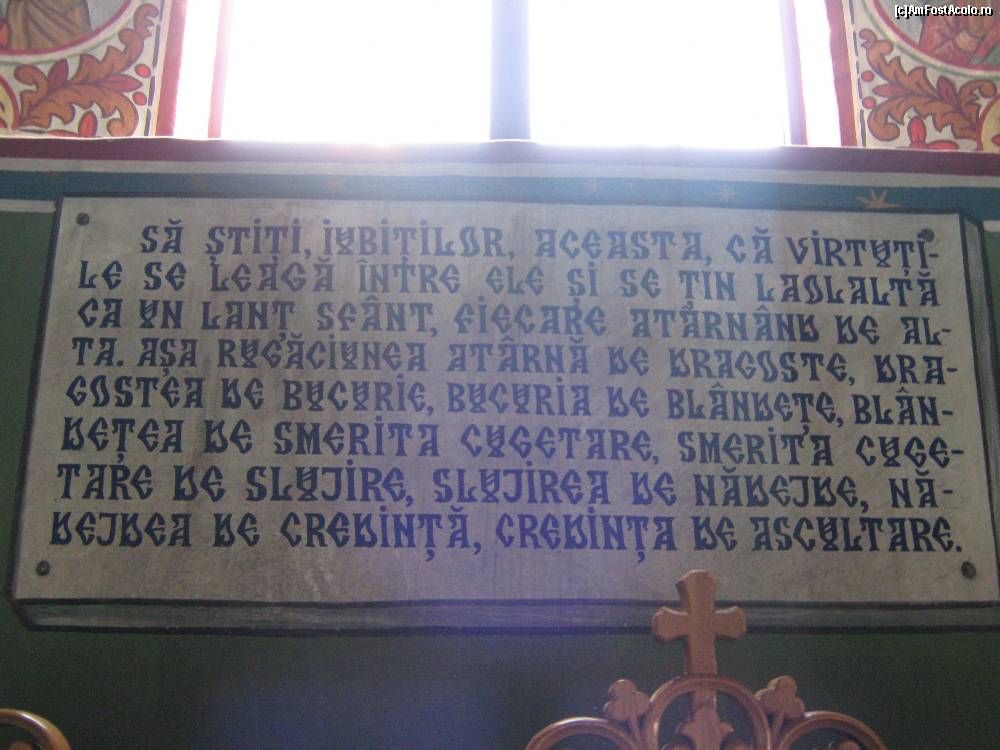 [c]AmFostAcolo.ro
SĂ ȘTIȚI, IUBIȚILOR, ACEASTA, CĂ VIRTUȚI-
LE SE LEAGĂ ÎNTRE ELE ȘI SE ȚIN LAOLALTĂ
CA UN LANȚ SFÂNT, FIECARE ATÂRNÂND DE AL-
TA. AȘA RUGĂCIUNEA ATÂRNĂ DE DRAGOSTE, DRA-
GOSTEA DE BUCURIE, BUCURIA DE BLÂNDEȚE, BLÂN-
DEȚEA DE SMERITA CUGETARE, SMERITA CUGE-
TARE DE SLUJIRE, SLUJIREA DE NĂDEJDE, NĂ-
DEJDEA DE CREDINȚĂ, CREDINȚA DE ASCULTARE.